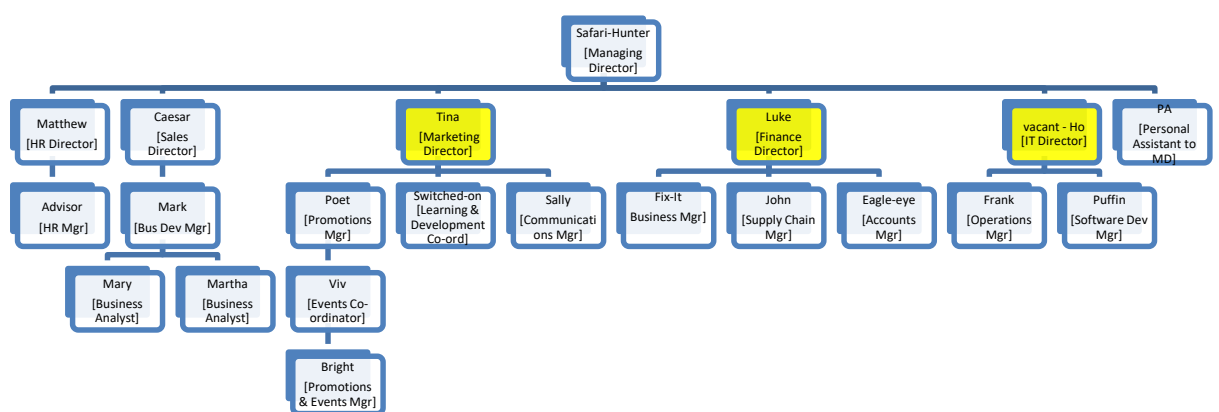 Safari-Hunter
[Managing
Director]
Matthew
[HR Director]
Caesar
[Sales
Director]
Tina
[Marketing
Director]
Luke
[Finance
Director]
vacant - Ho
[IT Director]
PA
[Personal
Assistant to
MD]
Advisor
[HR Mgr]
Mark
[Bus Dev Mgr]
Poet
[Promotions
Mgr]
Switched-on
[Learning &
Development
Co-ord]
Sally
[Communicati
ons Mgr]
Fix-It
Business Mgr]
John
[Supply Chain
Mgr]
Eagle-eye
[Accounts
Mgr]
Frank
[Operations
Mgr]
Puffin
[Software Dev
Mgr]
Mary
[Business
Analyst]
Martha
[Business
Analyst]
Viv
[Events Co-
ordinator]
Bright
[Promotions
& Events Mgr]